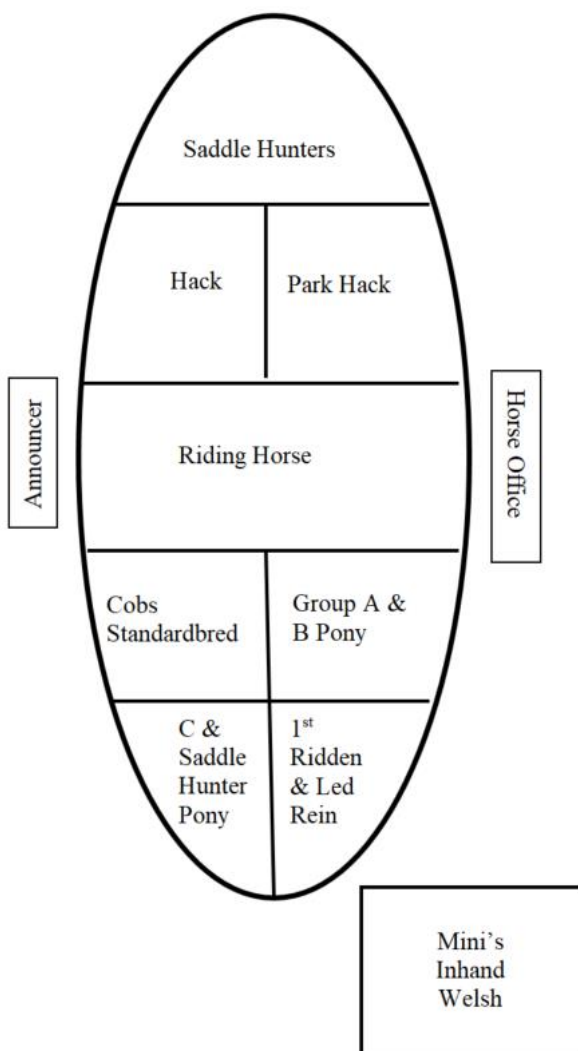 Saddle Hunters
Hack
Park Hack
Announcer
Riding Horse
Horse Office
Cobs
Standardbred
Group A &
B Pony
C &
Saddle
Hunter
Pony
1st
Ridden
& Led
Rein
Mini’s
Inhand
Welsh